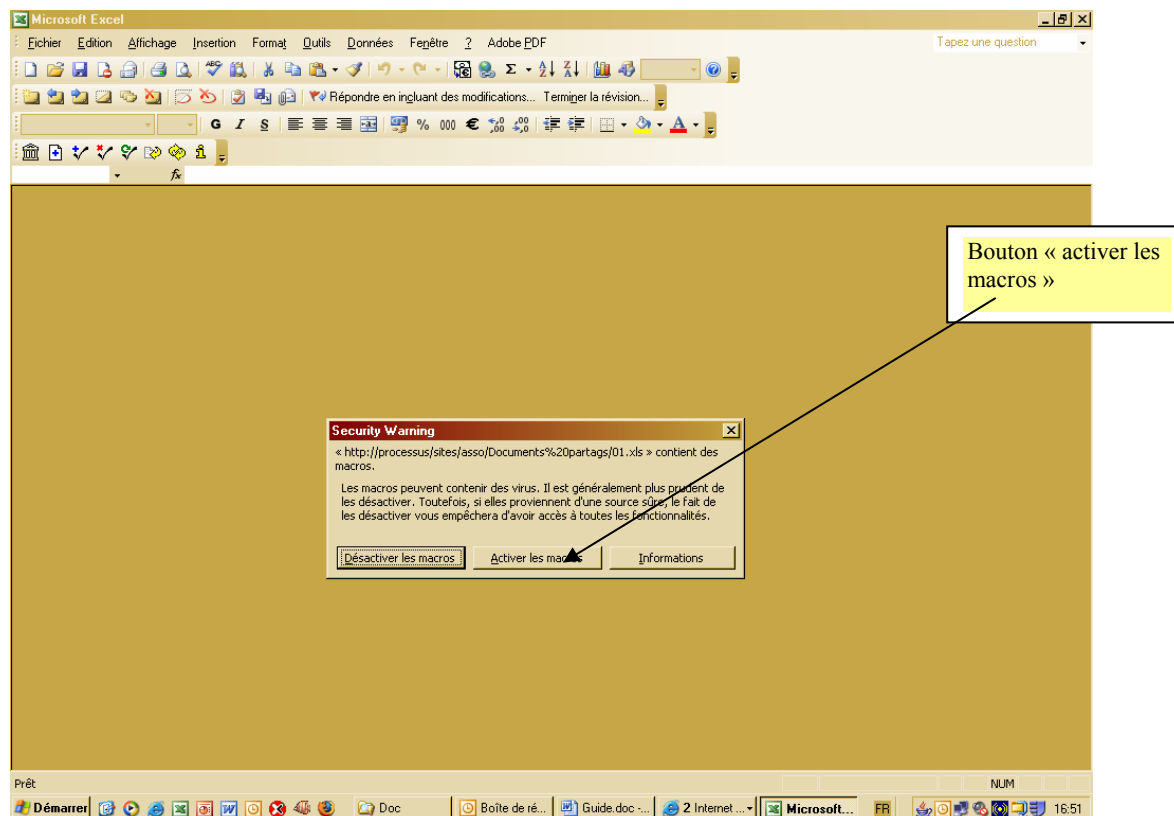 Microsoft Excel
Fichier Edition Affichage Insertion Format Outils Données Fenêtre ? Adobe PDF Tapez une question
Répondre en incluant des modifications... Terminer la révision...
G I S % 000 €
fx
Bouton « activer les
macros »
Security Warning
« http://processus/sites/asso/Documents%20partags/01.xls » contient des
macros.
Les macros peuvent contenir des virus. Il est généralement plus prudent de
les désactiver. Toutefois, si elles proviennent d'une source sûre, le fait de
les désactiver vous empêchera d'avoir accès à toutes les fonctionnalités.
Désactiver les macros Activer les macros Informations
Prêt NUM
Démarrer Doc Boîte de ré... Guide.doc -... 2 Internet ... Microsoft... FR 16:51